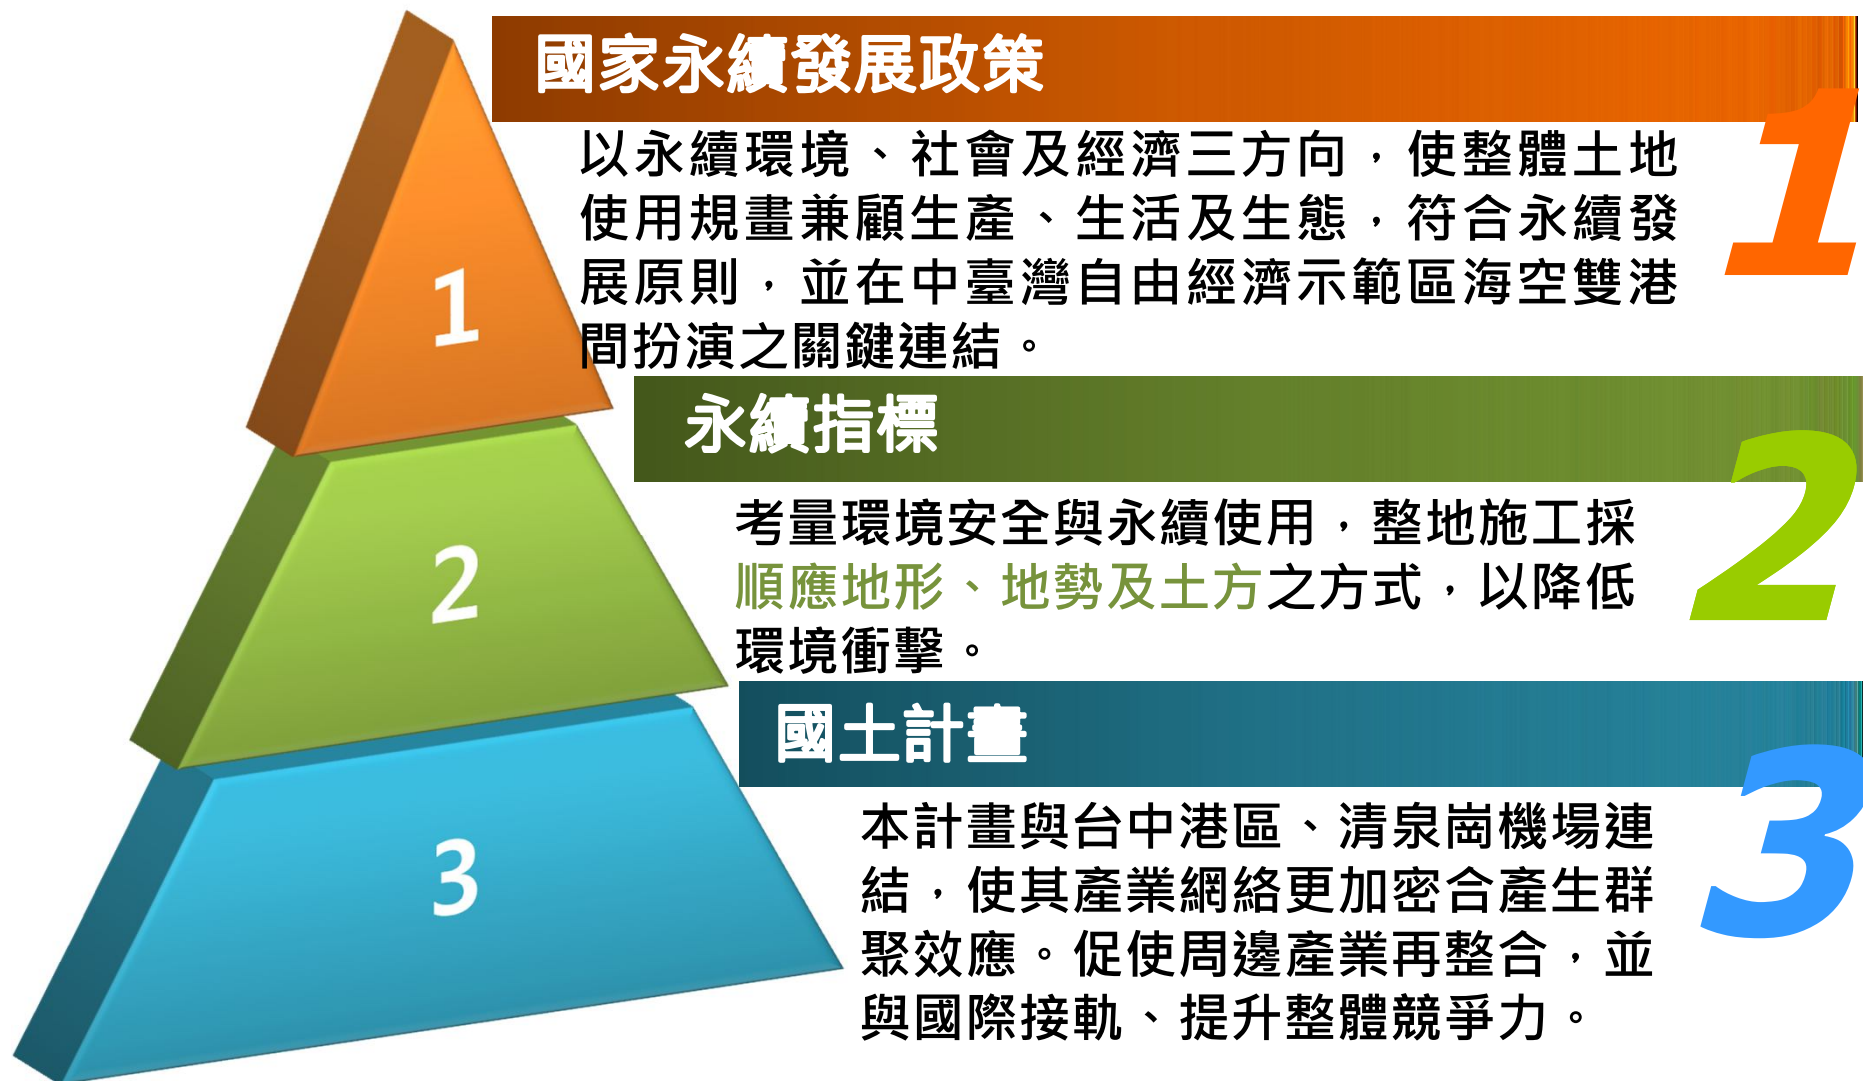 國家永續發展政策
1
以永續環境、社會及經濟三方向，使整體土地
使用規畫兼顧生產、生活及生態，符合永續發
展原則，並在中臺灣自由經濟示範區海空雙港
間扮演之關鍵連結。
1
永續指標
2
考量環境安全與永續使用，整地施工採
順應地形、地勢及土方之方式，以降低
環境衝擊。
2
國土計畫
3
本計畫與台中港區、清泉崗機場連
結，使其產業網絡更加密合產生群
聚效應。促使周邊產業再整合，並
與國際接軌、提升整體競爭力。
3